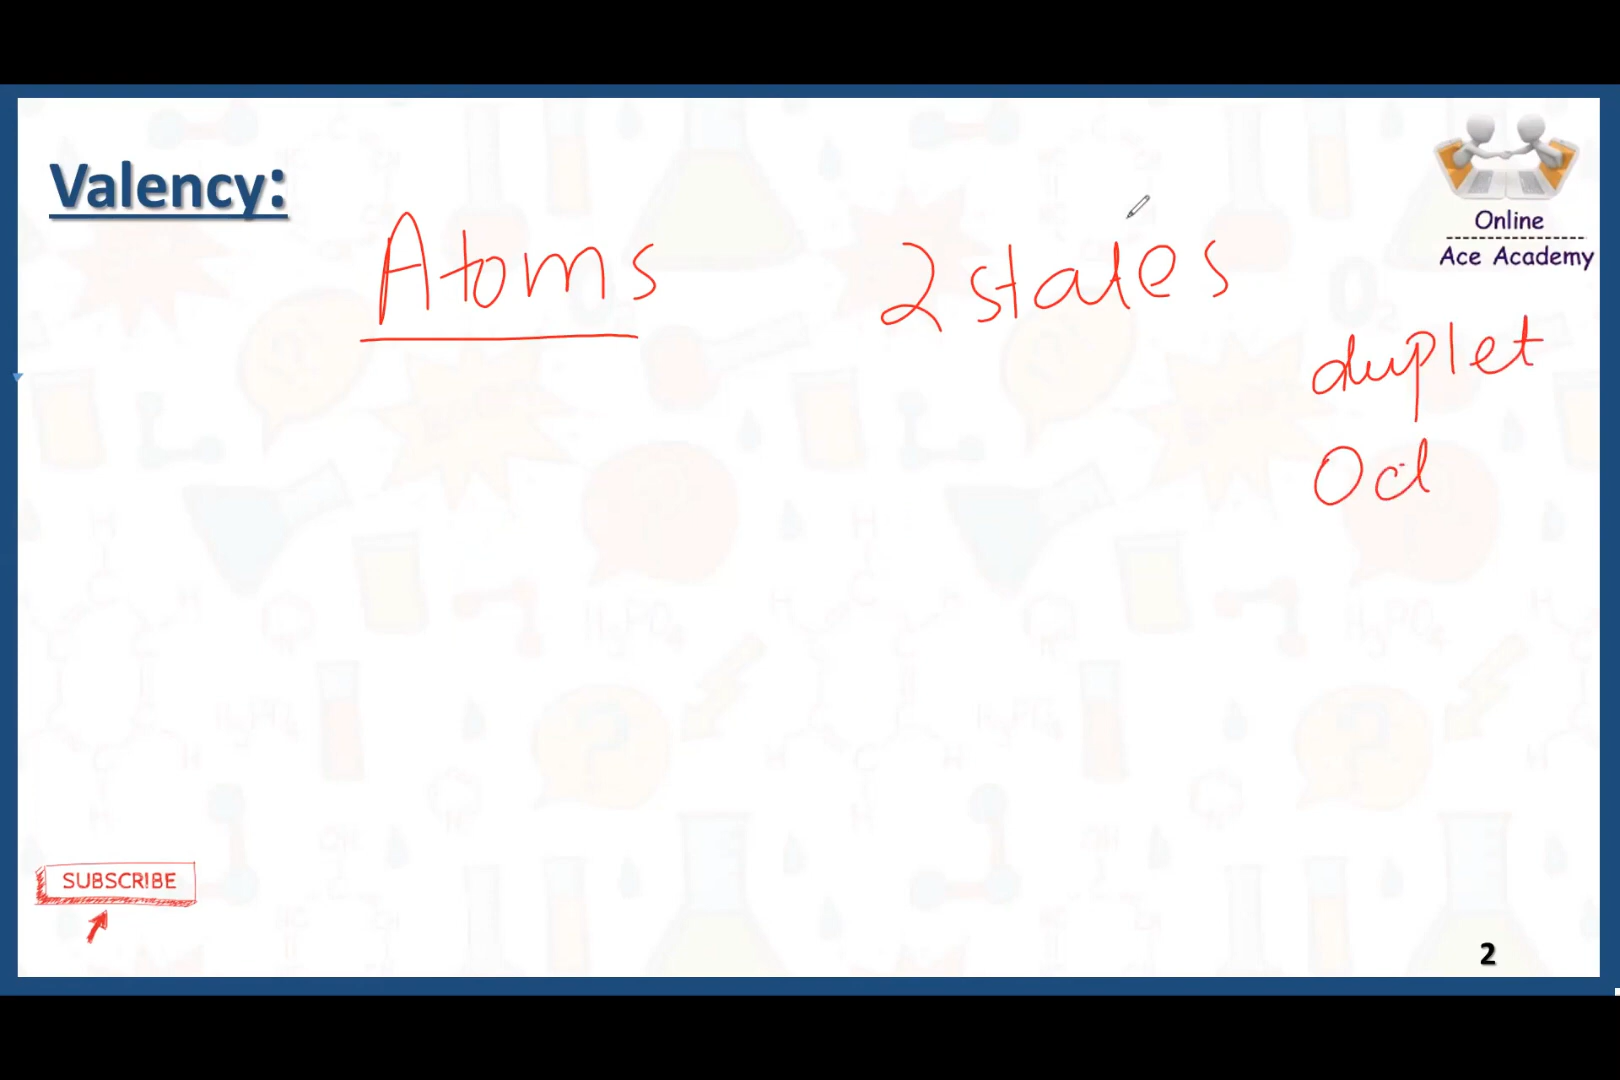 Valency:
Atoms
2 states
duplet
Oct
Online
Ace Academy
SUBSCRIBE
2